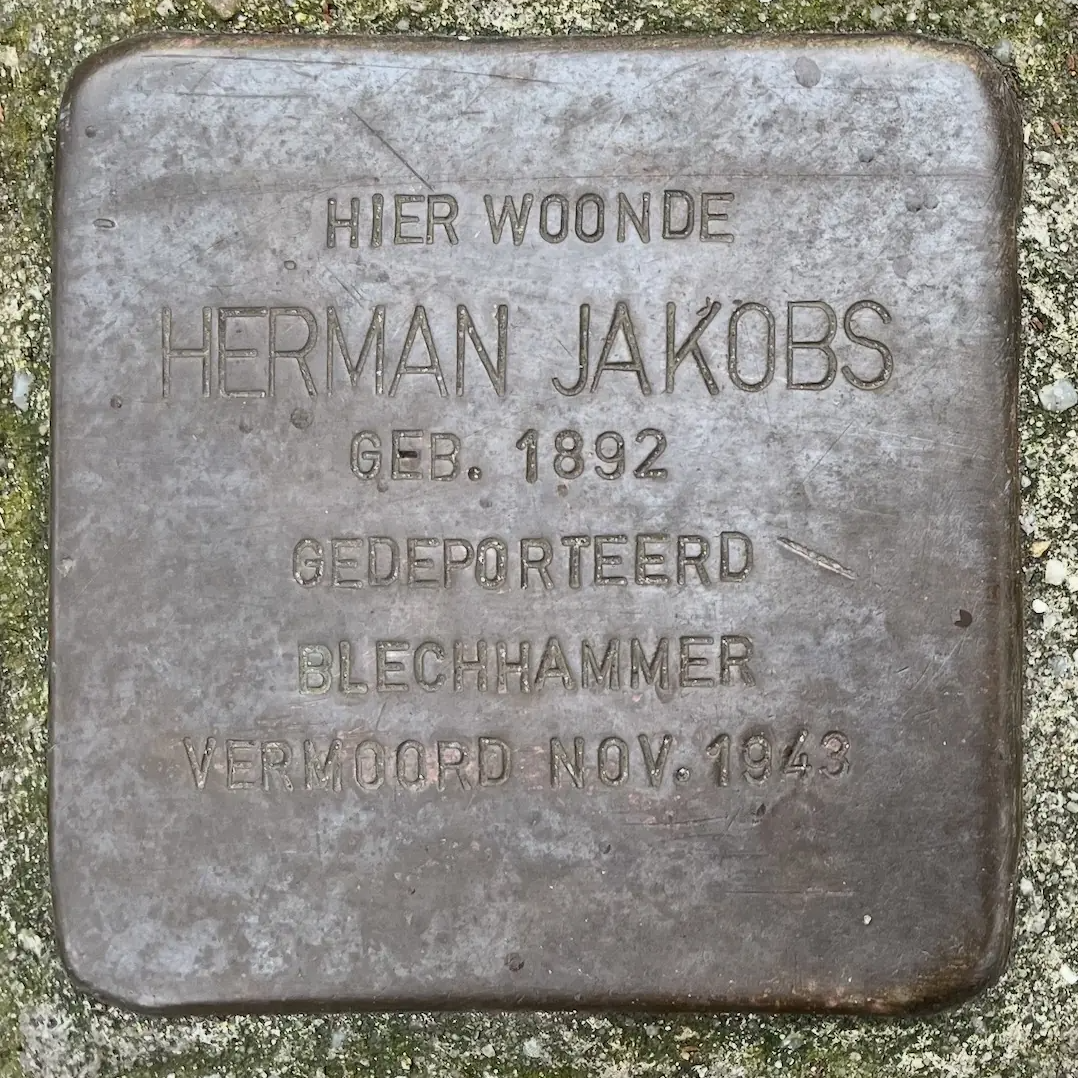 HIER WOONDE
HERMAN JAKOBS
GEB. 1892
GEDEPORTEERD
BLECHHAMMER
VERMOORD NOV. 1943